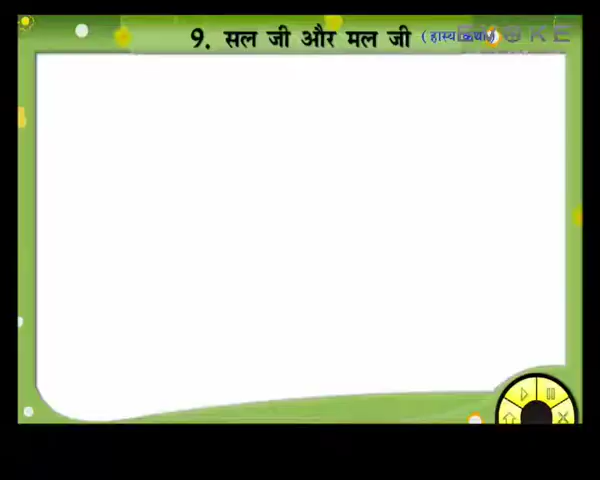 9. सल जी और मल जी (हास्य कथा)